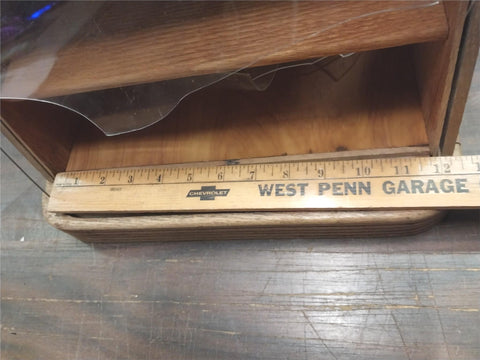 1 2 3 4 5 6 7 8 9 10 11 12
CHEVROLET
WEST PENN GARAGE